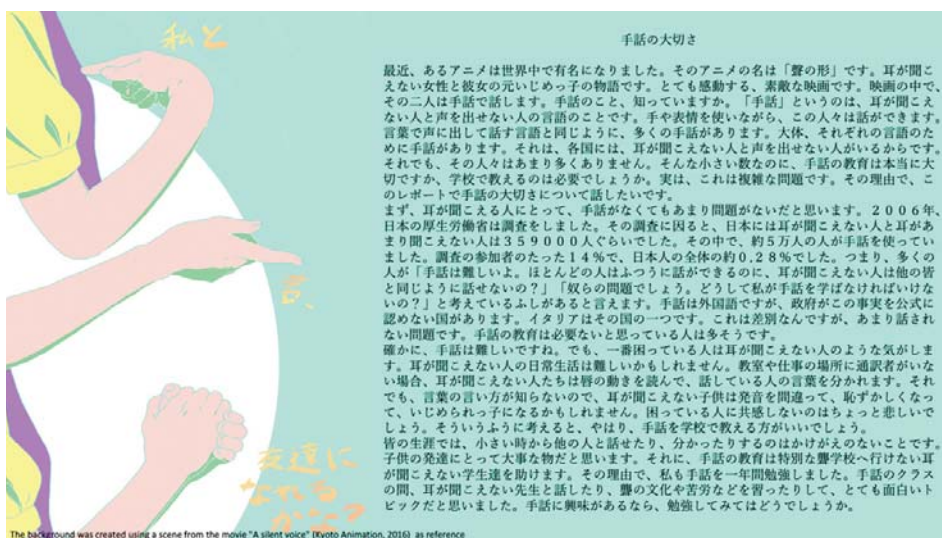 私と
君、
友達に
なれる
かな？
手話の大切さ
最近、あるアニメは世界中で有名になりました。そのアニメの名は「聲の形」です。耳が聞こ
えない女性と彼女の元いじめっ子の物語です。とても感動する、素敵な映画です。映画の中で、
その二人は手話で話します。手話のこと、知っていますか。「手話」というのは、耳が聞こえ
ない人と声を出せない人の言語のことです。手や表情を使いながら、この人々は話ができます。
言葉で声に出して話す言語と同じように、多くの手話があります。大体、それぞれの言語のた
めに手話があります。それは、各国には、耳が聞こえない人と声を出せない人がいるからです。
それでも、その人々はあまり多くありません。そんな小さい数なのに、手話の教育は本当に大
切ですか、学校で教えるのは必要でしょうか。実は、これは複雑な問題です。その理由で、こ
のレポートで手話の大切さについて話したいです。
まず、耳が聞こえる人にとって、手話がなくてもあまり問題がないだと思います。２００６年、
日本の厚生労働省は調査をしました。その調査に因ると、日本には耳が聞こえない人と耳があ
まり聞こえない人は３５９０００人ぐらいでした。その中で、約５万人の人が手話を使ってい
ました。調査の参加者のたった１４％で、日本人の全体の約０.２８％でした。つまり、多くの
人が「手話は難しいよ。ほとんどの人はふつうに話ができるのに、耳が聞こえない人は他の皆
と同じように話せないの？」「奴らの問題でしょう。どうして私が手話を学ばなければいけな
いの？」と考えているふしがあると言えます。手話は外国語ですが、政府がこの事実を公式に
認めない国があります。イタリアはその国の一つです。これは差別なんですが、あまり話され
ない問題です。手話の教育は必要ないと思っている人は多そうです。
確かに、手話は難しいですね。でも、一番困っている人は耳が聞こえない人のような気がしま
す。耳が聞こえない人の日常生活は難しいかもしれません。教室や仕事の場所に通訳者がいな
い場合、耳が聞こえない人たちは唇の動きを読んで、話している人の言葉を分かれます。それ
でも、言葉の言い方が知らないので、耳が聞こえない子供は発音を間違って、恥ずかしくなっ
て、いじめられっ子になるかもしれません。困っている人に共感しないのはちょっと悲しいで
しょう。そういうふうに考えると、やはり、手話を学校で教える方がいいでしょう。
皆の生涯では、小さい時から他の人と話せたり、分かったりするのはかけがえのないことです。
子供の発達にとって大事な物だと思います。それに、手話の教育は特別な聾学校へ行けない耳
が聞こえない学生達を助けます。その理由で、私も手話を一年間勉強しました。手話のクラス
の間、耳が聞こえない先生と話したり、聾の文化や苦労などを習ったりして、とても面白いト
ピックだと思いました。手話に興味があるなら、勉強してみてはどうでしょうか。
The background was created using a scene from the movie "A silent voice" (Kyoto Animation, 2016) as reference